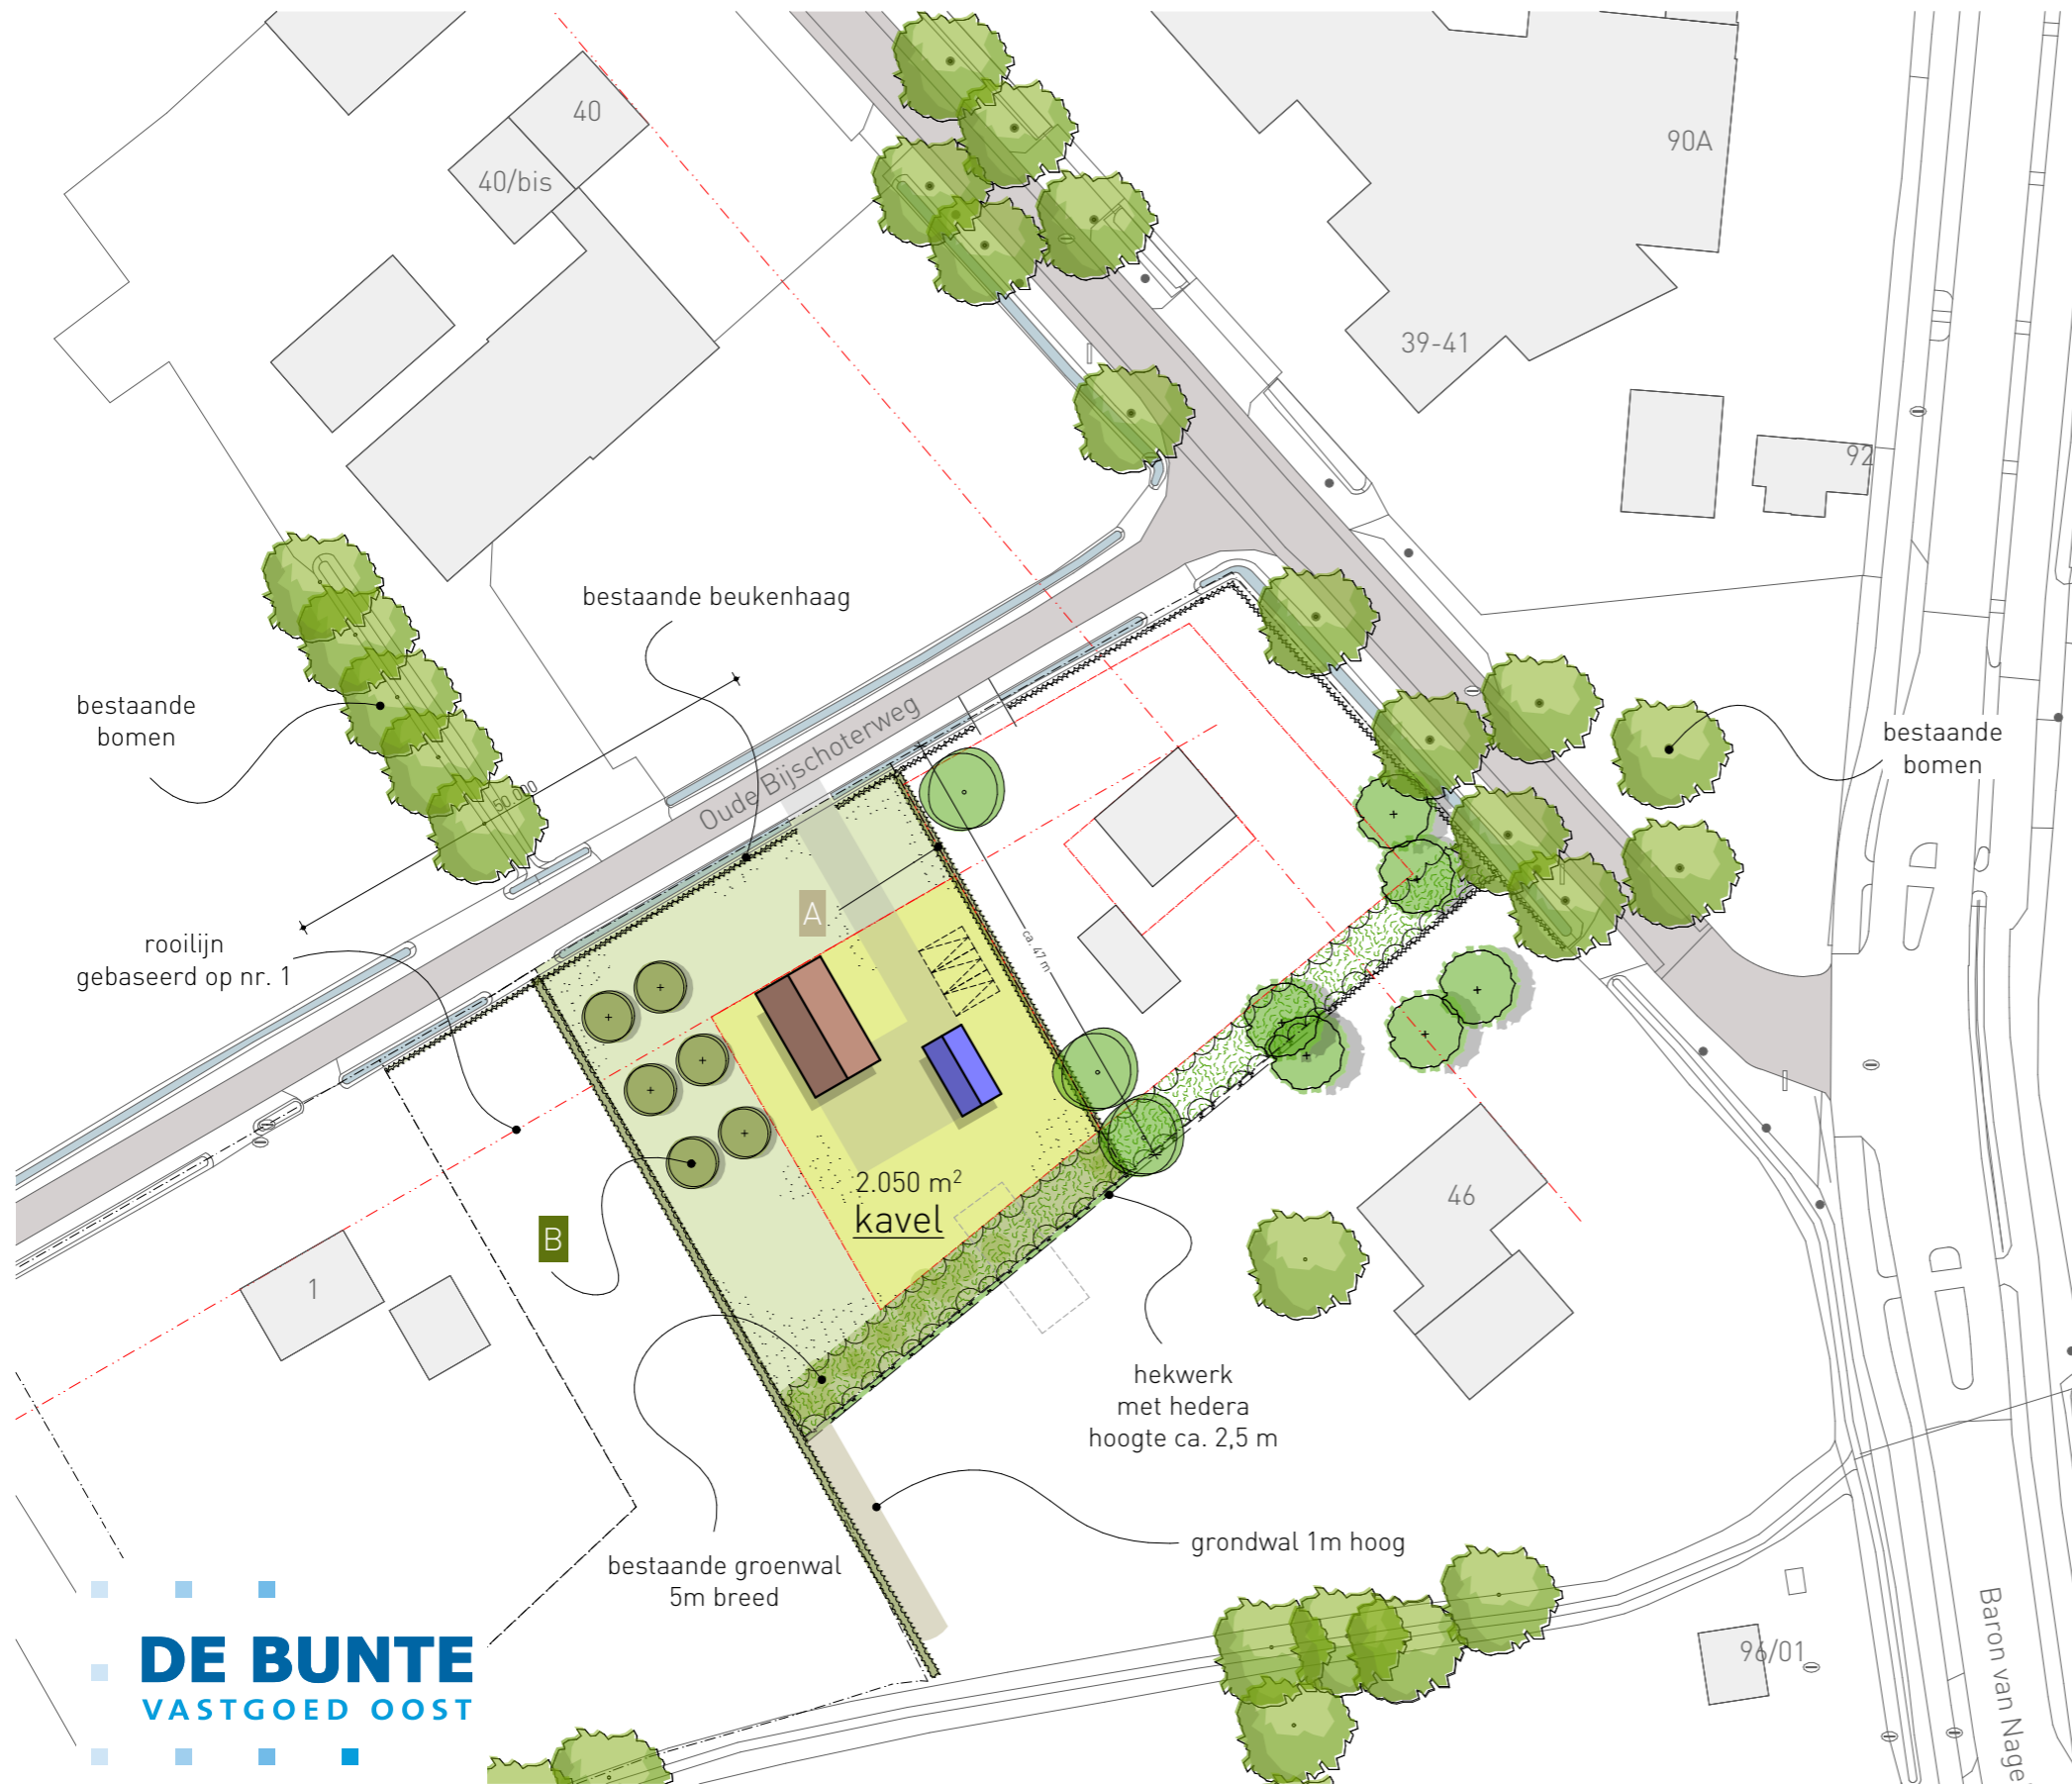 40
40/bis
90A
39-41
92
bestaande beukenhaag
bestaande
bomen
bestaande
bomen
50.000
Oude Bijschoterweg
A
rooilijn
gebaseerd op nr. 1
ca. 47 m
2.050 m²
kavel
46
B
1
hekwerk
met hedera
hoogte ca. 2,5 m
grondwal 1m hoog
bestaande groenwal
5m breed
96/01
Baron van Nage
DE BUNTE
VASTGOED OOST